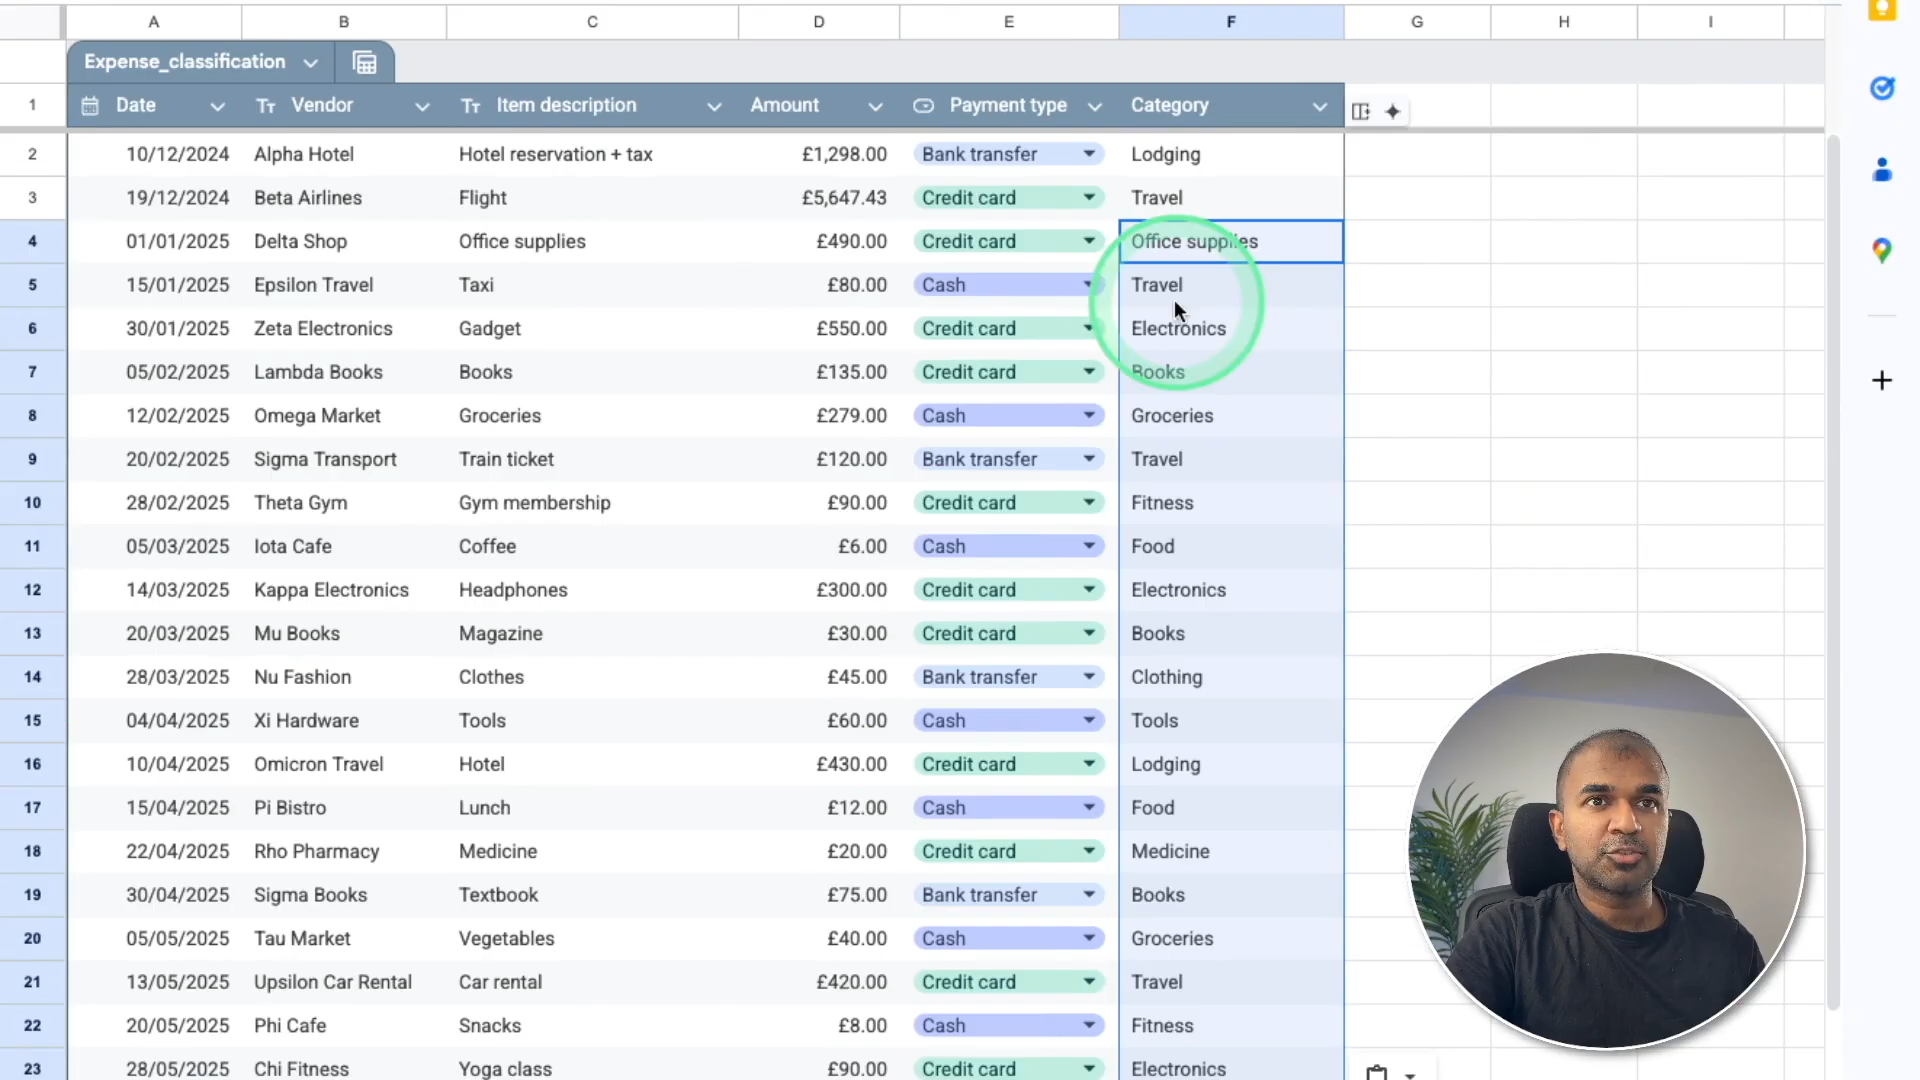 A B C D E F G H I
Expense_classification
1 Date Tт Vendor Tт Item description Amount Payment type Category
2 10/12/2024 Alpha Hotel Hotel reservation + tax £1,298.00 Bank transfer Lodging
3 19/12/2024 Beta Airlines Flight £5,647.43 Credit card Travel
4 01/01/2025 Delta Shop Office supplies £490.00 Credit card Office supplies
5 15/01/2025 Epsilon Travel Taxi £80.00 Cash Travel
6 30/01/2025 Zeta Electronics Gadget £550.00 Credit card Electronics
7 05/02/2025 Lambda Books Books £135.00 Credit card Books
8 12/02/2025 Omega Market Groceries £279.00 Cash Groceries
9 20/02/2025 Sigma Transport Train ticket £120.00 Bank transfer Travel
10 28/02/2025 Theta Gym Gym membership £90.00 Credit card Fitness
11 05/03/2025 Iota Cafe Coffee £6.00 Cash Food
12 14/03/2025 Kappa Electronics Headphones £300.00 Credit card Electronics
13 20/03/2025 Mu Books Magazine £30.00 Credit card Books
14 28/03/2025 Nu Fashion Clothes £45.00 Bank transfer Clothing
15 04/04/2025 Xi Hardware Tools £60.00 Cash Tools
16 10/04/2025 Omicron Travel Hotel £430.00 Credit card Lodging
17 15/04/2025 Pi Bistro Lunch £12.00 Cash Food
18 22/04/2025 Rho Pharmacy Medicine £20.00 Credit card Medicine
19 30/04/2025 Sigma Books Textbook £75.00 Bank transfer Books
20 05/05/2025 Tau Market Vegetables £40.00 Cash Groceries
21 13/05/2025 Upsilon Car Rental Car rental £420.00 Credit card Travel
22 20/05/2025 Phi Cafe Snacks £8.00 Cash Fitness
23 28/05/2025 Chi Fitness Yoga class £90.00 Credit card Electronics